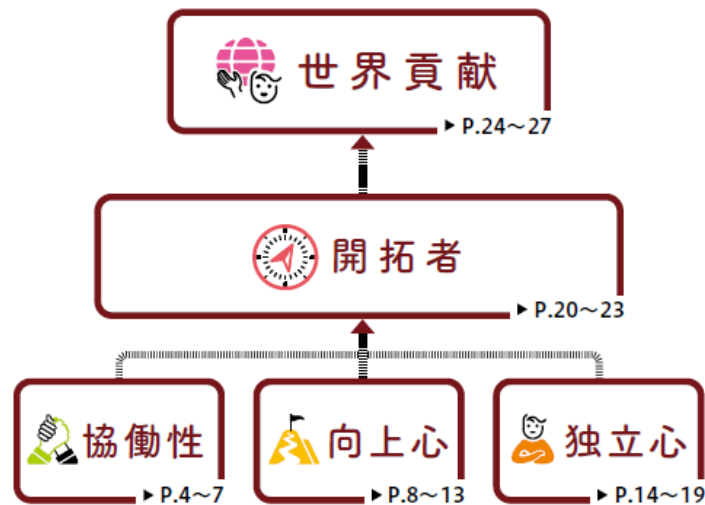 世界貢献
▶ P.24～27
開拓者
▶ P.20～23
協働性
▶ P.4～7
向上心
▶ P.8～13
独立心
▶ P.14～19